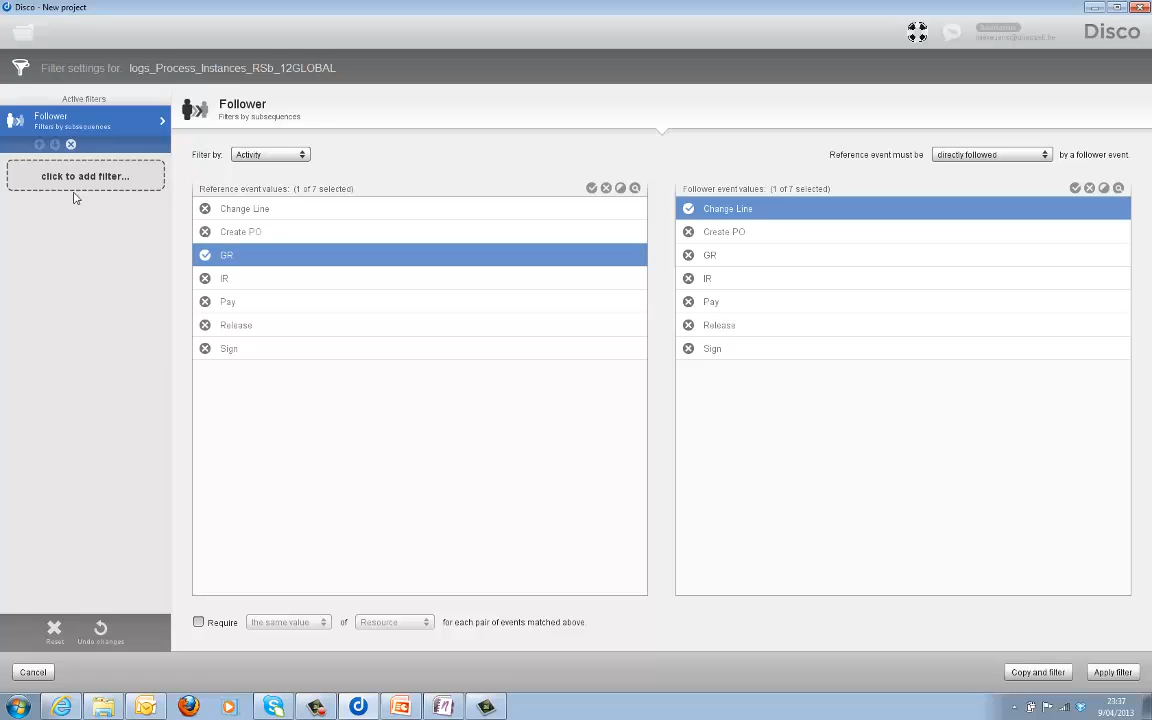 Disco - New project
Disco
Filter settings for: logs_Process_Instances_RSb_12GLOBAL
Active filters
Follower
Filters by subsequences
click to add filter...
Follower
Filters by subsequences
Filter by: Activity
Reference event must be directly followed by a follower event.
Reference event values: (1 of 7 selected)
Change Line
Create PO
GR
IR
Pay
Release
Sign
Follower event values: (1 of 7 selected)
Change Line
Create PO
GR
IR
Pay
Release
Sign
Require the same value of Resource for each pair of events matched above.
Reset Undo changes
Cancel Copy and filter Apply filter
23:37
9/04/2013